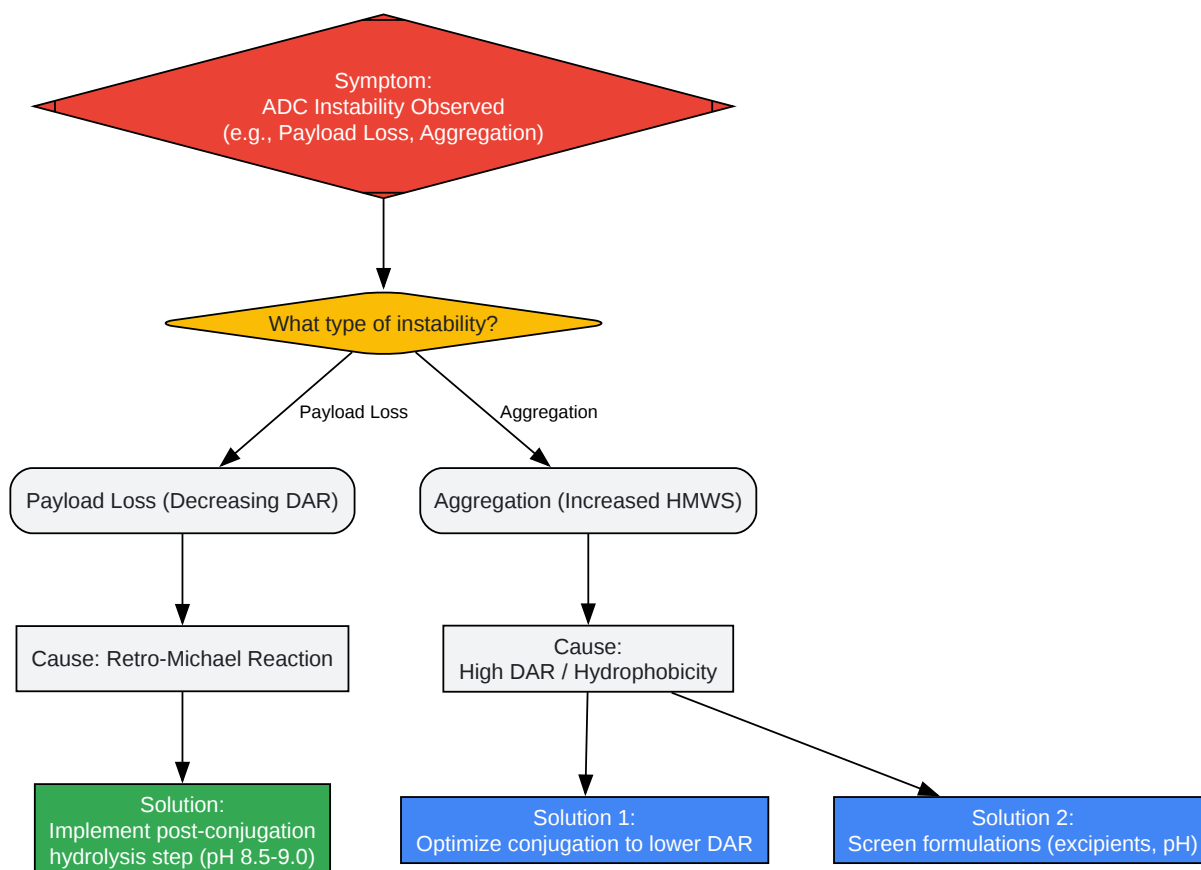 Symptom:
ADC Instability Observed
(e.g., Payload Loss, Aggregation)
What type of instability?
Payload Loss
Aggregation
Payload Loss (Decreasing DAR)
Aggregation (Increased HMWS)
Cause: Retro-Michael Reaction
Cause:
High DAR / Hydrophobicity
Solution:
Implement post-conjugation
hydrolysis step (pH 8.5-9.0)
Solution 1:
Optimize conjugation to lower DAR
Solution 2:
Screen formulations (excipients, pH)